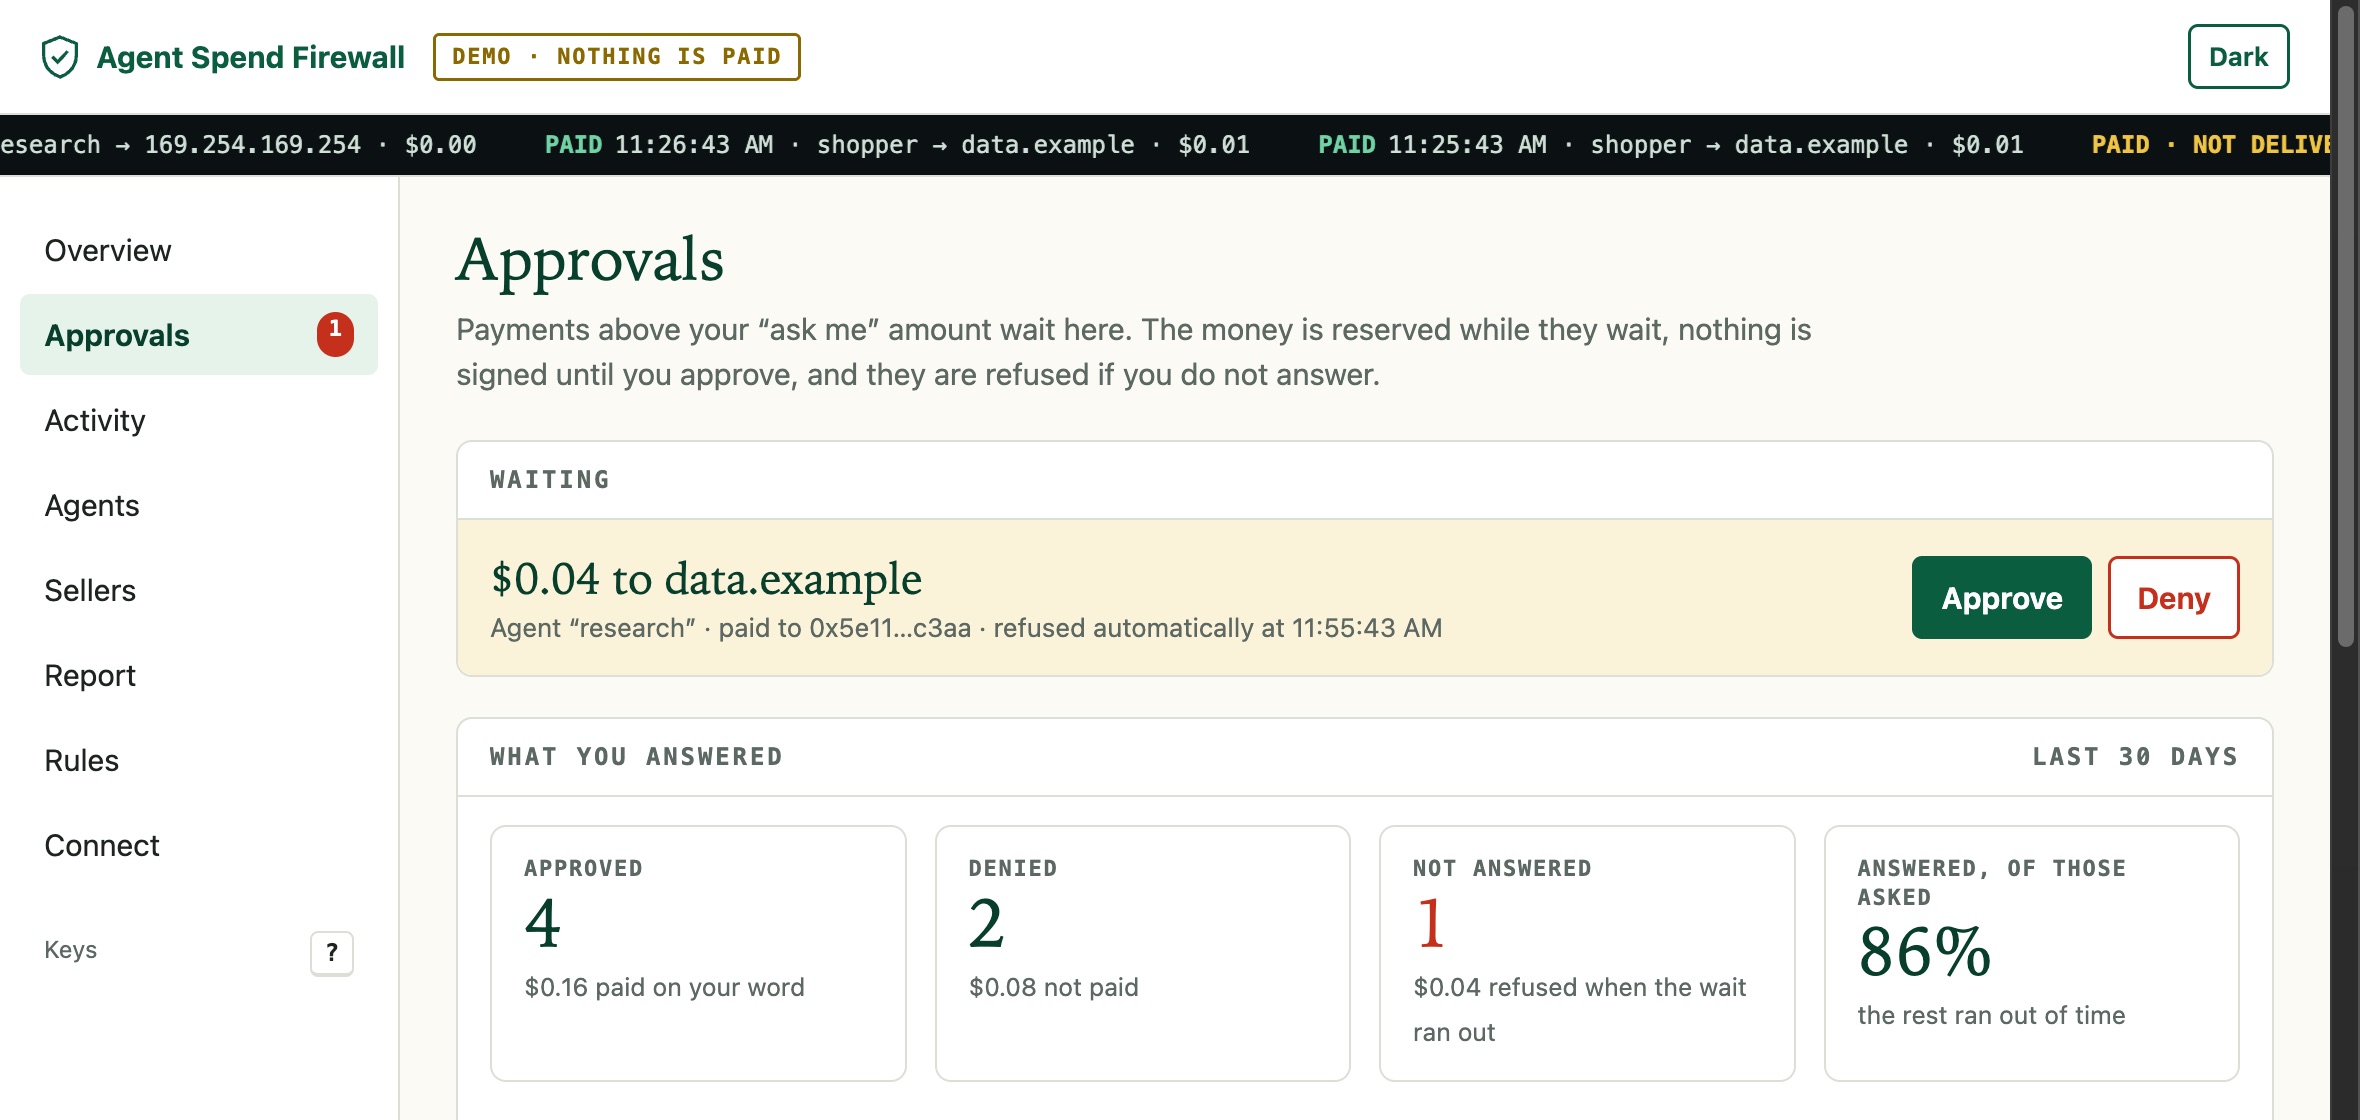 Agent Spend Firewall
DEMO · NOTHING IS PAID
Dark
esearch → 169.254.169.254 · $0.00 PAID 11:26:43 AM · shopper → data.example · $0.01 PAID 11:25:43 AM · shopper → data.example · $0.01 PAID · NOT DELIVE
Overview
Approvals 1
Activity
Agents
Sellers
Report
Rules
Connect
Keys ?
Approvals
Payments above your “ask me” amount wait here. The money is reserved while they wait, nothing is
signed until you approve, and they are refused if you do not answer.
WAITING
$0.04 to data.example
Agent “research” · paid to 0x5e11…c3aa · refused automatically at 11:55:43 AM
Approve
Deny
WHAT YOU ANSWERED
LAST 30 DAYS
APPROVED
4
$0.16 paid on your word
DENIED
2
$0.08 not paid
NOT ANSWERED
1
$0.04 refused when the wait
ran out
ANSWERED, OF THOSE
ASKED
86%
the rest ran out of time